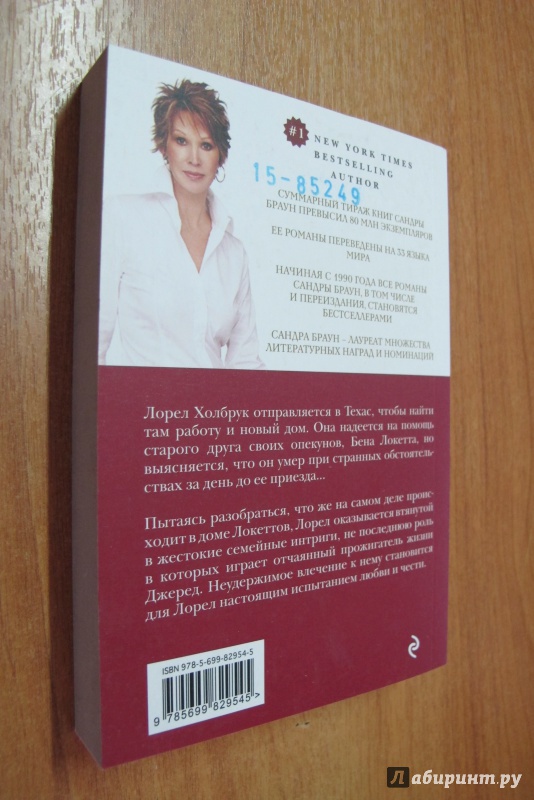 #1 NEW YORK TIMES
BESTSELLING
AUTHOR
15-85249
СУММАРНЫЙ ТИРАЖ КНИГ САНДРЫ
БРАУН ПРЕВЫСИЛ 80 МЛН ЭКЗЕМПЛЯРОВ
ЕЕ РОМАНЫ ПЕРЕВЕДЕНЫ НА 33 ЯЗЫКА
МИРА
НАЧИНАЯ С 1990 ГОДА ВСЕ РОМАНЫ
САНДРЫ БРАУН, В ТОМ ЧИСЛЕ
И ПЕРЕИЗДАНИЯ, СТАНОВЯТСЯ
БЕСТСЕЛЛЕРАМИ
САНДРА БРАУН – ЛАУРЕАТ МНОЖЕСТВА
ЛИТЕРАТУРНЫХ НАГРАД И НОМИНАЦИЙ
Лорел Холбрук отправляется в Техас, чтобы найти
там работу и новый дом. Она надеется на помощь
старого друга своих опекунов, Бена Локетта, но
выясняется, что он умер при странных обстоятель-
ствах за день до ее приезда...
Пытаясь разобраться, что же на самом деле проис-
ходит в доме Локеттов, Лорел оказывается втянутой
в жестокие семейные интриги, не последнюю роль
в которых играет отчаянный прожигатель жизни
Джеред. Неудержимое влечение к нему становится
для Лорел настоящим испытанием любви и чести.
ISBN 978-5-699-82954-5
9 785699 829545 >
Лабиринт.ру